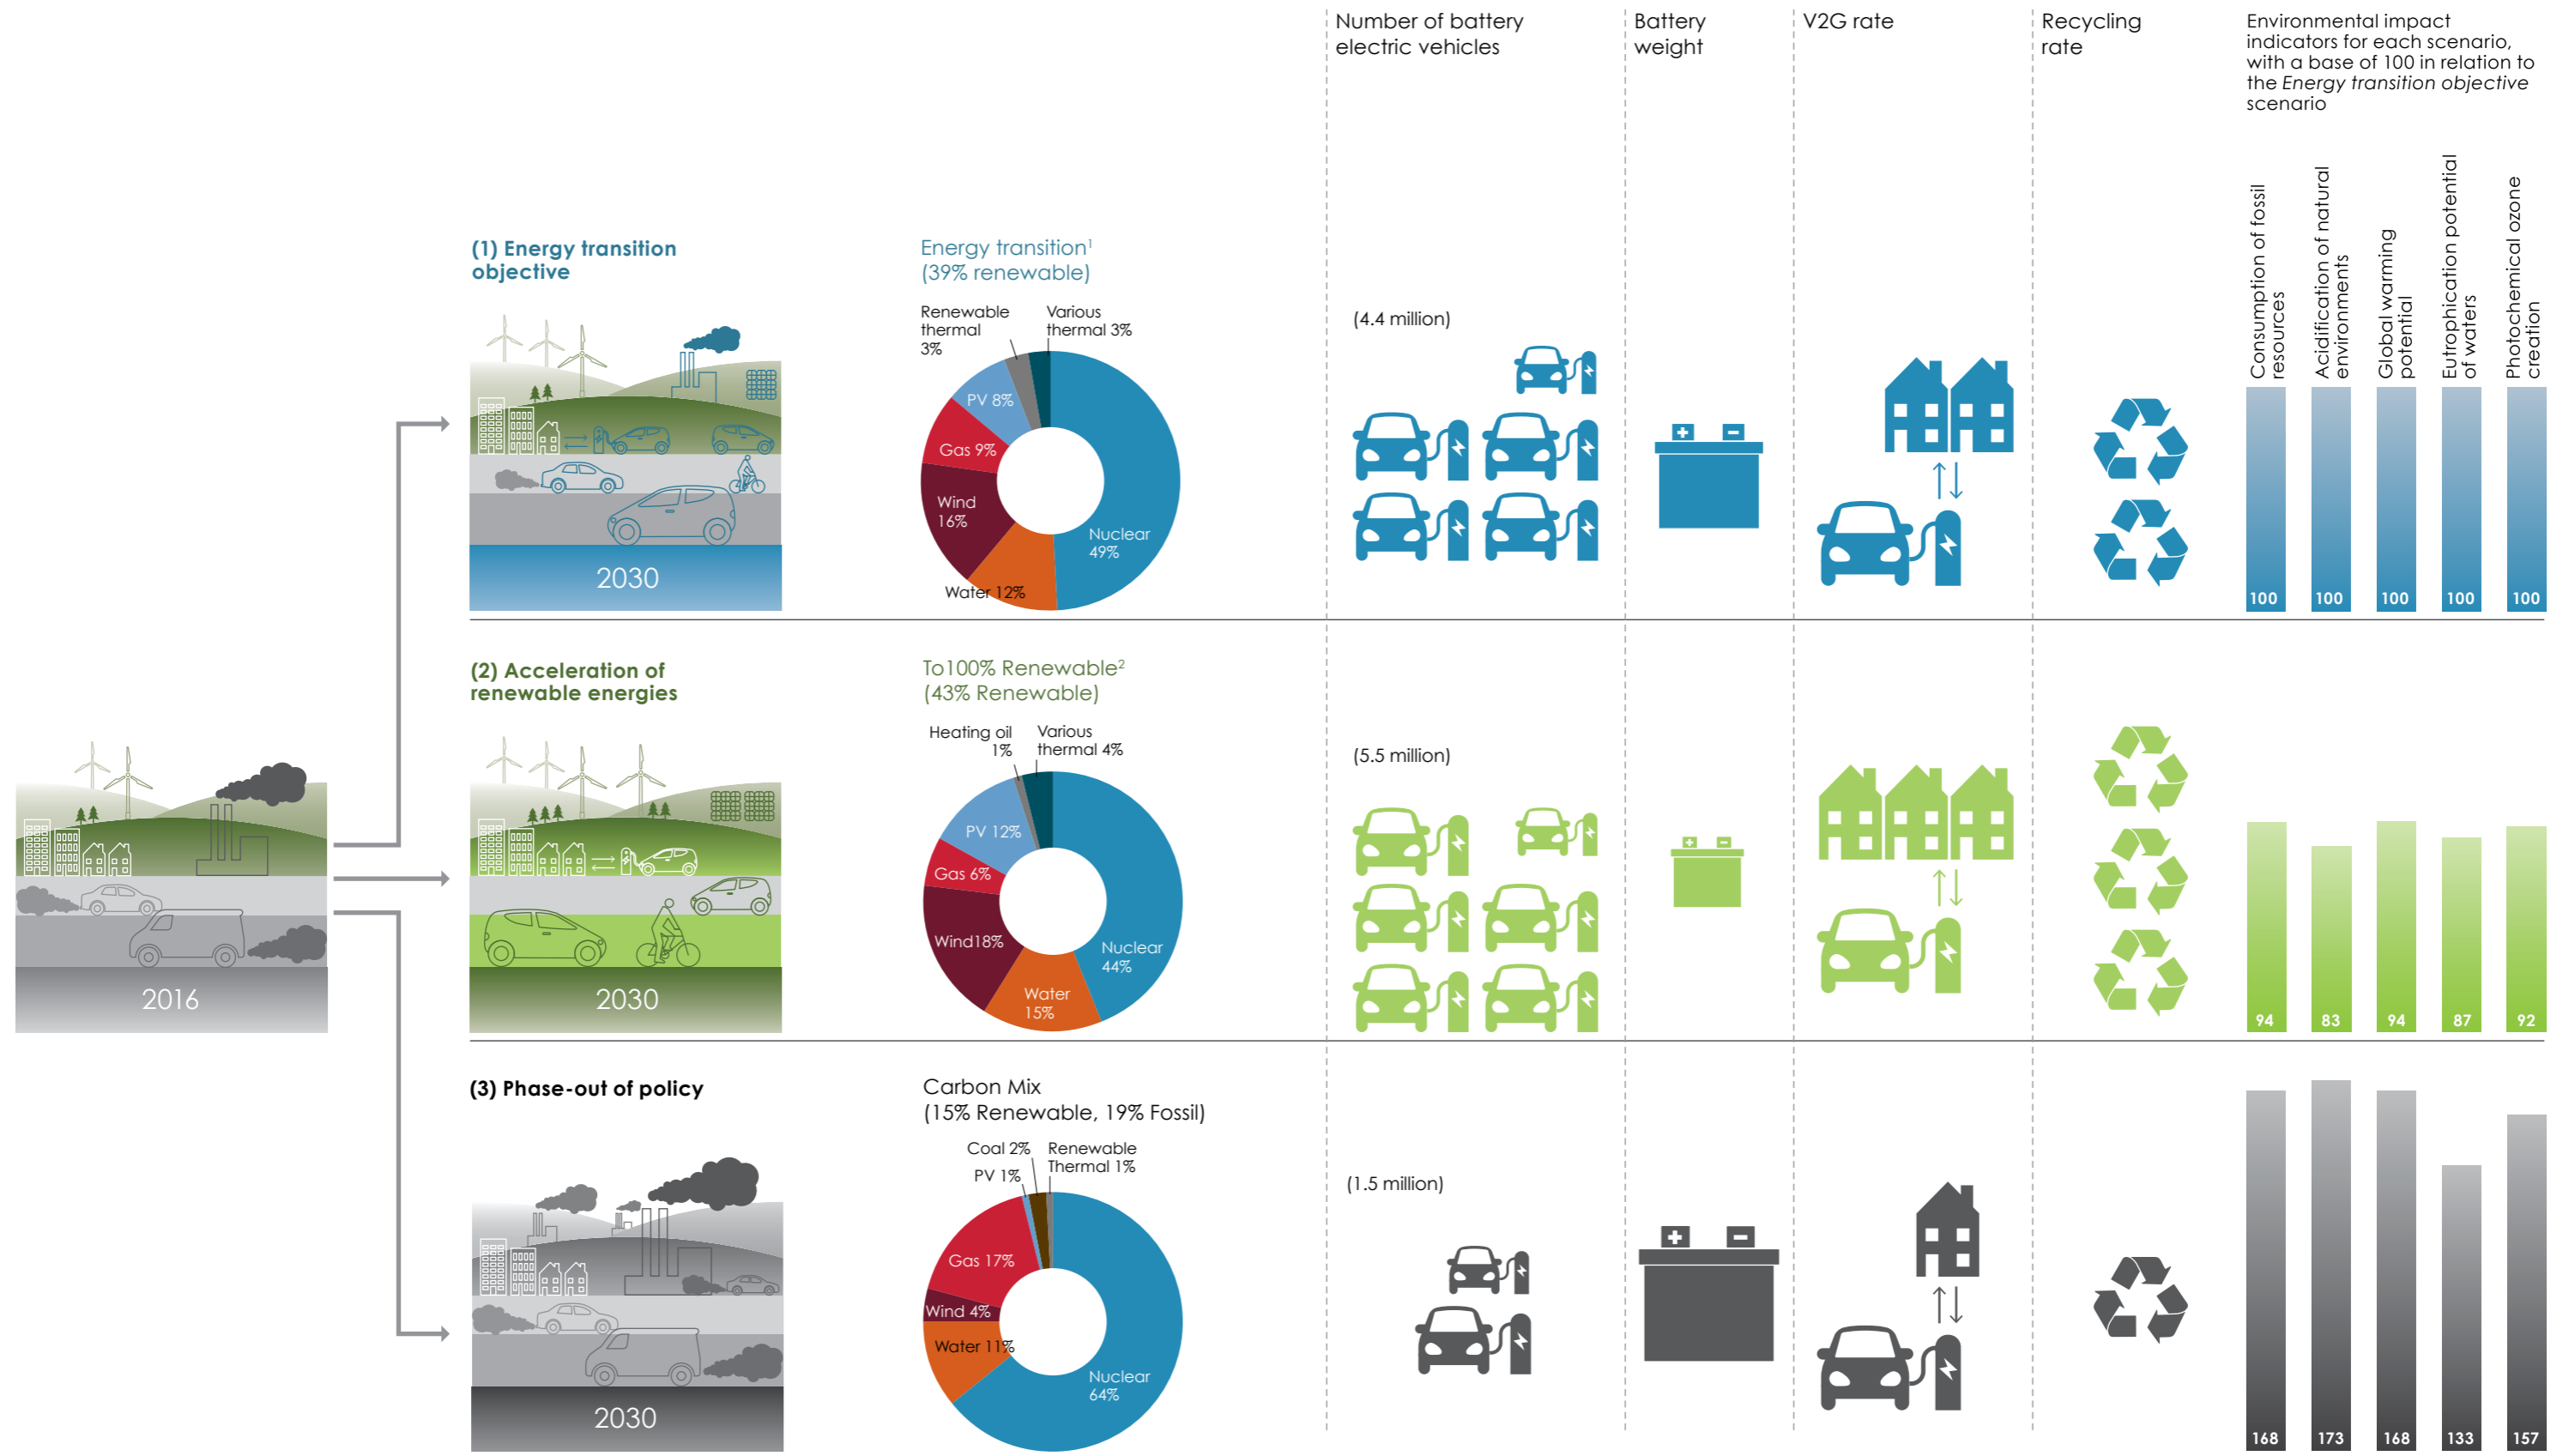 Number of battery
electric vehicles
Battery
weight
V2G rate
Recycling
rate
Environmental impact
indicators for each scenario,
with a base of 100 in relation to
the Energy transition objective
scenario
Consumption of fossil
resources
Acidification of natural
environments
Global warming
potential
Eutrophication potential
of waters
Photochemical ozone
creation
(1) Energy transition
objective
2030
Energy transition1
(39% renewable)
Renewable
thermal
3%
Various
thermal 3%
PV 8%
Gas 9%
Wind
16%
Water 12%
Nuclear
49%
(4.4 million)
100
100
100
100
100
2016
(2) Acceleration of
renewable energies
2030
To100% Renewable2
(43% Renewable)
Heating oil
1%
Various
thermal 4%
PV 12%
Gas 6%
Wind18%
Water
15%
Nuclear
44%
(5.5 million)
94
83
94
87
92
(3) Phase-out of policy
2030
Carbon Mix
(15% Renewable, 19% Fossil)
Coal 2%
Renewable
Thermal 1%
PV 1%
Gas 17%
Wind 4%
Water 11%
Nuclear
64%
(1.5 million)
168
173
168
133
157